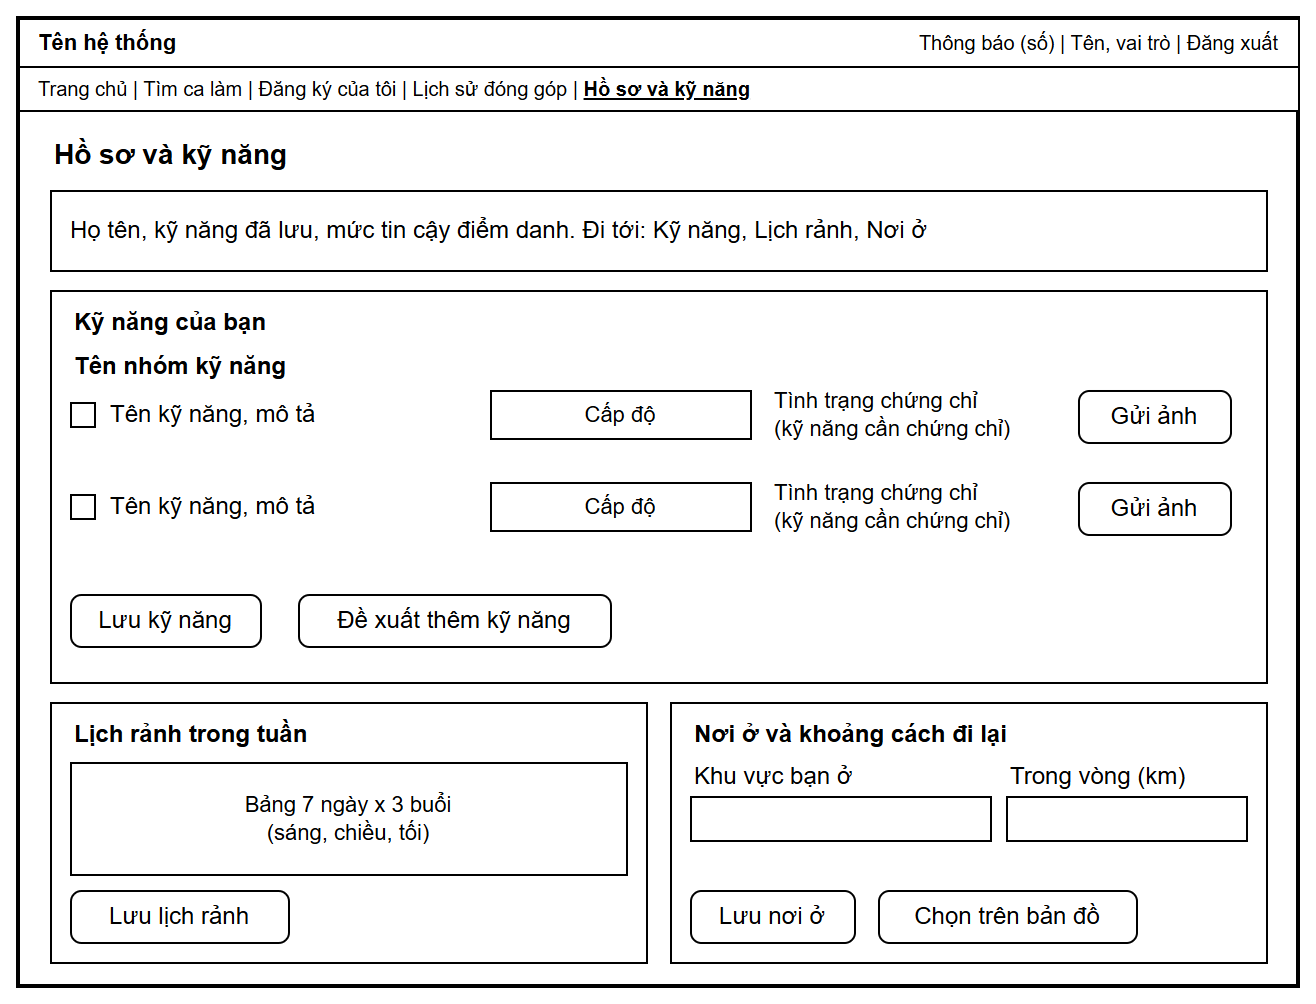 Tên hệ thống
Thông báo (số) | Tên, vai trò | Đăng xuất
Trang chủ | Tìm ca làm | Đăng ký của tôi | Lịch sử đóng góp | Hồ sơ và kỹ năng
Hồ sơ và kỹ năng
Họ tên, kỹ năng đã lưu, mức tin cậy điểm danh. Đi tới: Kỹ năng, Lịch rảnh, Nơi ở
Kỹ năng của bạn
Tên nhóm kỹ năng
Tên kỹ năng, mô tả
Cấp độ
Tình trạng chứng chỉ
(kỹ năng cần chứng chỉ)
Gửi ảnh
Tên kỹ năng, mô tả
Cấp độ
Tình trạng chứng chỉ
(kỹ năng cần chứng chỉ)
Gửi ảnh
Lưu kỹ năng
Đề xuất thêm kỹ năng
Lịch rảnh trong tuần
Bảng 7 ngày x 3 buổi
(sáng, chiều, tối)
Lưu lịch rảnh
Nơi ở và khoảng cách đi lại
Khu vực bạn ở
Trong vòng (km)
Lưu nơi ở
Chọn trên bản đồ